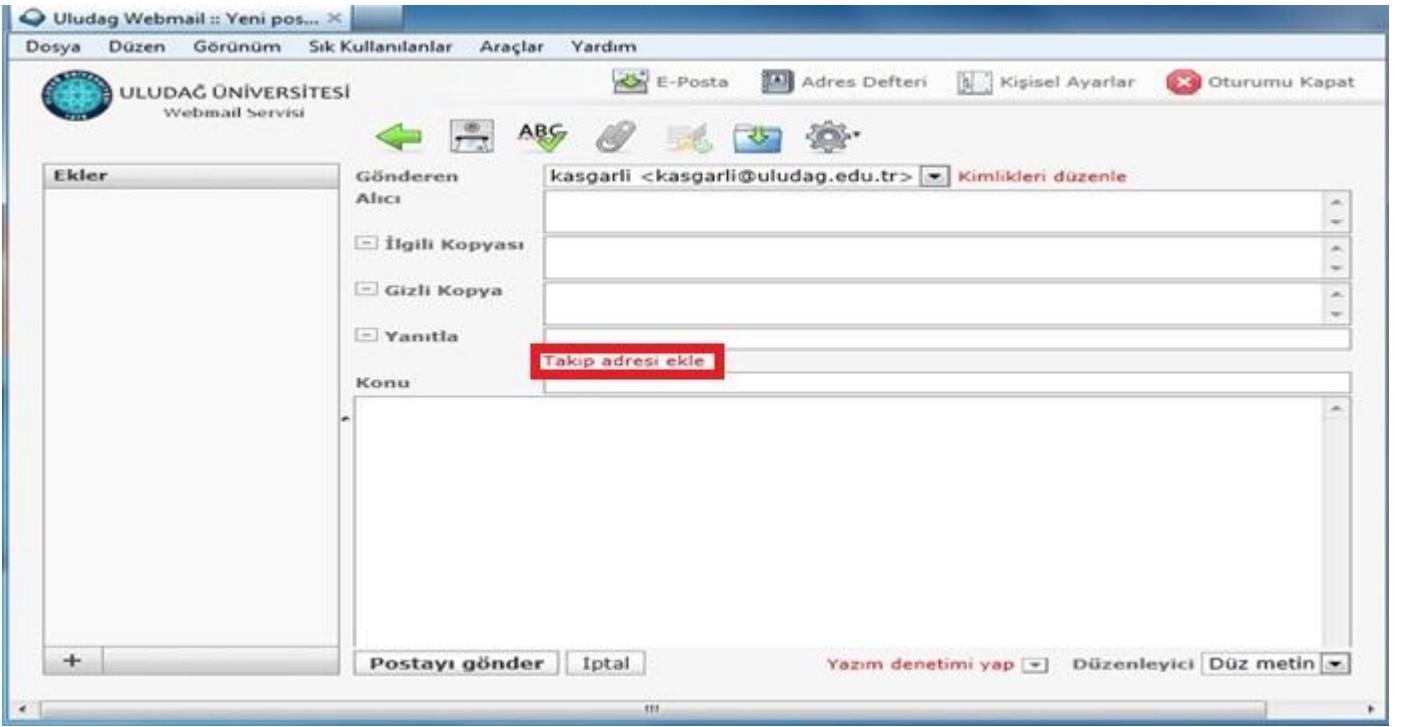 Uludag Webmail :: Yeni pos...
Dosya Düzen Görünüm Sık Kullanılanlar Araçlar Yardım
E-Posta Adres Defteri Kişisel Ayarlar Oturumu Kapat
ULUDAĞ ÜNİVERSİTESİ
Webmail Servisi
ABC
Ekler
Gönderen kasgarli <kasgarli@uludag.edu.tr> Kimlikleri düzenle
Alıcı
İlgili Kopyası
Gizli Kopya
Yanıtla
Takip adresi ekle
Konu
Postayı gönder İptal Yazım denetimi yap Düzenleyici Düz metin